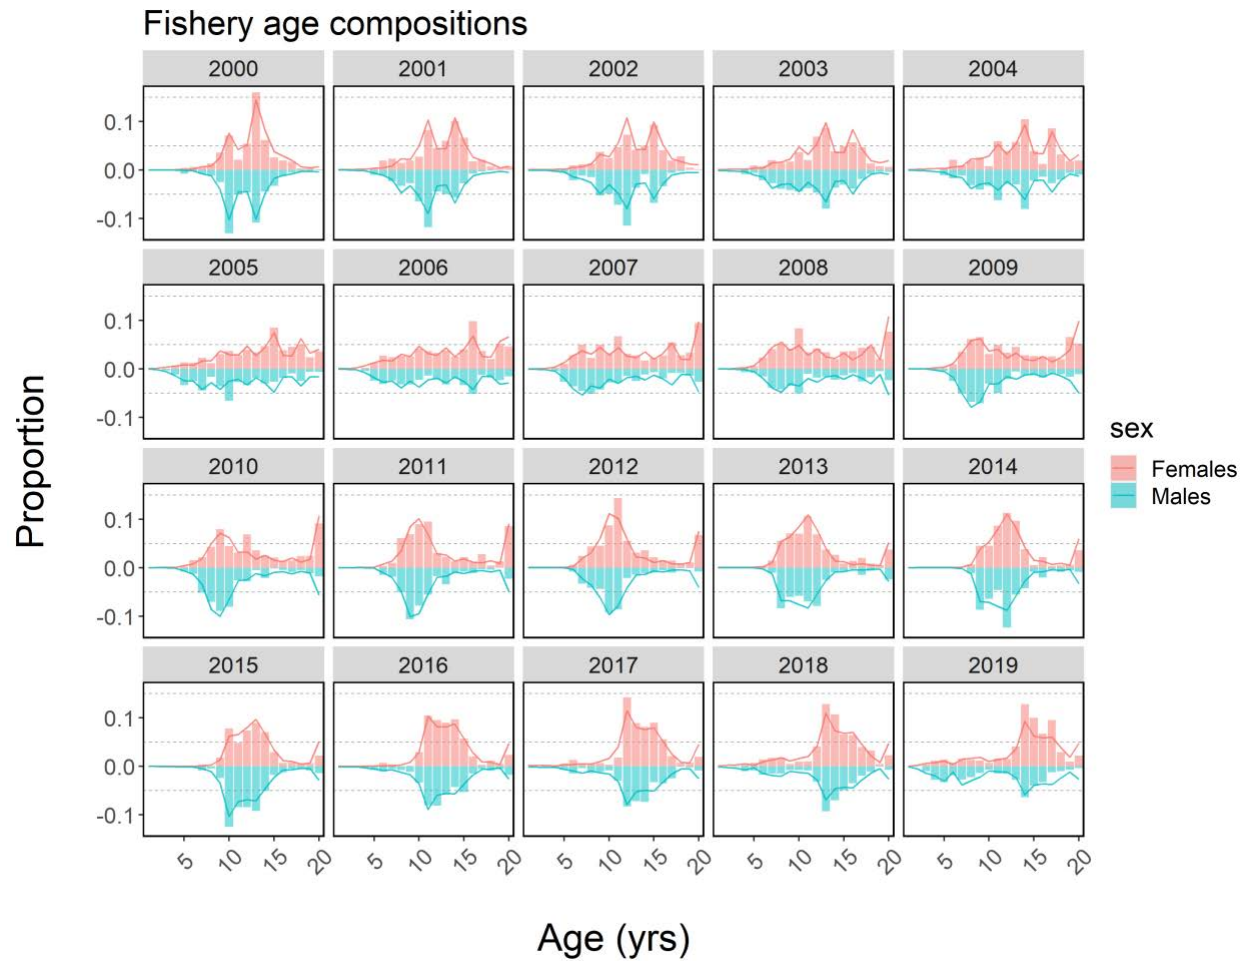 Fishery age compositions
2000 2001 2002 2003 2004
0.1
0.0
-0.1
2005 2006 2007 2008 2009
0.1
0.0
-0.1
2010 2011 2012 2013 2014
0.1
0.0
-0.1
2015 2016 2017 2018 2019
0.1
0.0
-0.1
5 10 15 20 5 10 15 20 5 10 15 20 5 10 15 20 5 10 15 20
Proportion
Age (yrs)
sex
Females
Males